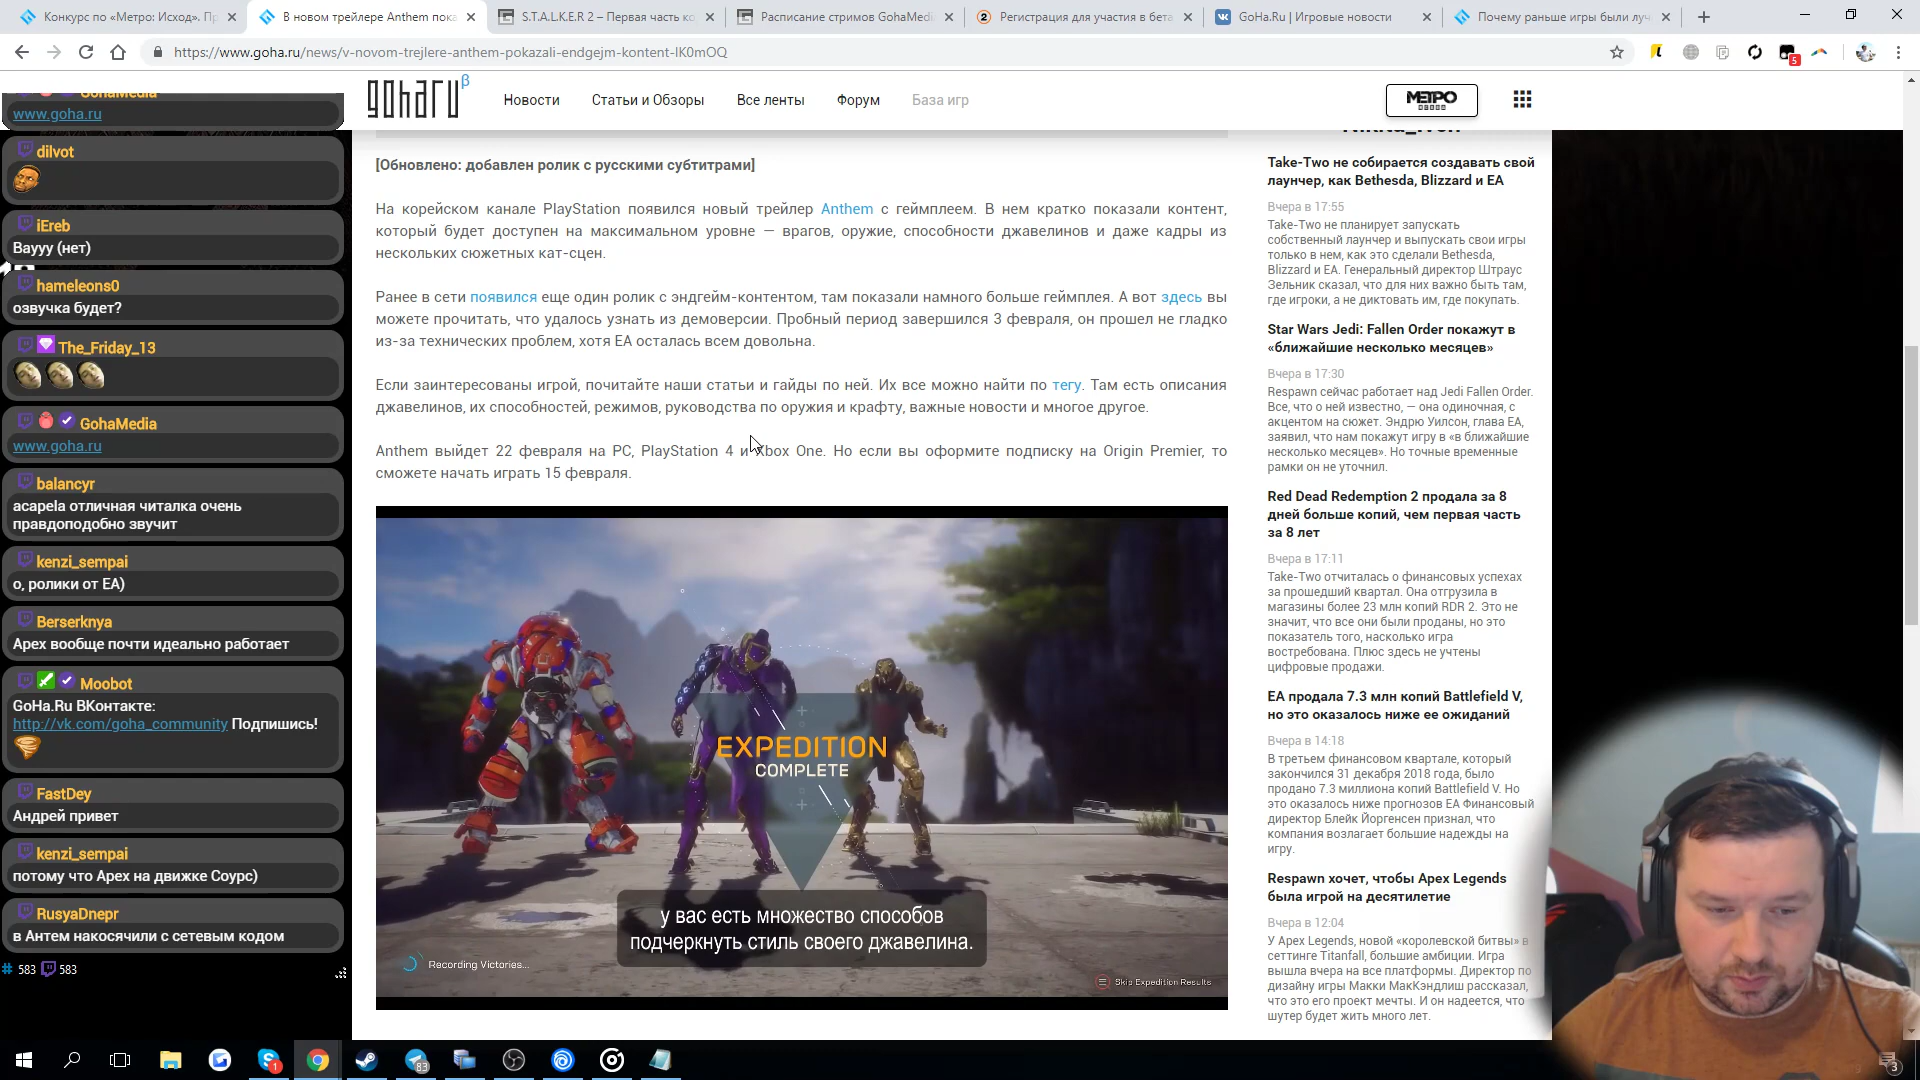 Конкурс по «Метро: Исход». Пр
В новом трейлере Anthem пока
S.T.A.L.K.E.R 2 – Первая часть ко
Расписание стримов GohaMedi
Регистрация для участия в бета
GoHa.Ru | Игровые новости
Почему раньше игры были луч
https://www.goha.ru/news/v-novom-trejlere-anthem-pokazali-endgejm-kontent-lK0mOQ
5
goharu β
Новости
Статьи и Обзоры
Все ленты
Форум
База игр
МЕТРО
GohaMedia
www.goha.ru
dilvot
iEreb
Вауу​у (нет)
hameleons0
озвучка будет?
The_Friday_13
GohaMedia
www.goha.ru
balancyr
acapela отличная читалка очень
правдоподобно звучит
kenzi_sempai
о, ролики от EA)
Berserknya
Apex вообще почти идеально работает
Moobot
GoHa.Ru ВКонтакте:
http://vk.com/goha_community Подпишись!
FastDey
Андрей привет
kenzi_sempai
потому что Apex на движке Соурс)
RusyaDnepr
в Антем накосячили с сетевым кодом
583
583
[Обновлено: добавлен ролик с русскими субтитрами]
На корейском канале PlayStation появился новый трейлер Anthem с геймплеем. В нем кратко показали контент,
который будет доступен на максимальном уровне — врагов, оружие, способности джавелинов и даже кадры из
нескольких сюжетных кат-сцен.
Ранее в сети появился еще один ролик с эндгейм-контентом, там показали намного больше геймплея. А вот здесь вы
можете прочитать, что удалось узнать из демоверсии. Пробный период завершился 3 февраля, он прошел не гладко
из-за технических проблем, хотя EA осталась всем довольна.
Если заинтересованы игрой, почитайте наши статьи и гайды по ней. Их все можно найти по тегу. Там есть описания
джавелинов, их способностей, режимов, руководства по оружия и крафту, важные новости и многое другое.
Anthem выйдет 22 февраля на PC, PlayStation 4 и Xbox One. Но если вы оформите подписку на Origin Premier, то
сможете начать играть 15 февраля.
EXPEDITION
COMPLETE
у вас есть множество способов
подчеркнуть стиль своего джавелина.
Recording Victories...
Skip Expedition Results
Take-Two не собирается создавать свой
лаунчер, как Bethesda, Blizzard и EA
Вчера в 17:55
Take-Two не планирует запускать
собственный лаунчер и выпускать свои игры
только в нем, как это сделали Bethesda,
Blizzard и EA. Генеральный директор Штраус
Зельник сказал, что для них важно быть там,
где игроки, а не диктовать им, где покупать.
Star Wars Jedi: Fallen Order покажут в
«ближайшие несколько месяцев»
Вчера в 17:30
Respawn сейчас работает над Jedi Fallen Order.
Все, что о ней известно, — она одиночная, с
акцентом на сюжет. Эндрю Уилсон, глава EA,
заявил, что нам покажут игру в «в ближайшие
несколько месяцев». Но точные временные
рамки он не уточнил.
Red Dead Redemption 2 продала за 8
дней больше копий, чем первая часть
за 8 лет
Вчера в 17:11
Take-Two отчиталась о финансовых успехах
за прошедший квартал. Она отгрузила в
магазины более 23 млн копий RDR 2. Это не
значит, что все они были проданы, но это
показатель того, насколько игра
востребована. Плюс здесь не учтены
цифровые продажи.
EA продала 7.3 млн копий Battlefield V,
но это оказалось ниже ее ожиданий
Вчера в 14:18
В третьем финансовом квартале, который
закончился 31 декабря 2018 года, было
продано 7.3 миллиона копий Battlefield V. Но
это оказалось ниже прогнозов EA Финансовый
директор Блейк Йоргенсен признал, что
компания возлагает большие надежды на
игру.
Respawn хочет, чтобы Apex Legends
была игрой на десятилетие
Вчера в 12:04
У Apex Legends, новой «королевской битвы» в
сеттинге Titanfall, большие амбиции. Игра
вышла вчера на все платформы. Директор по
дизайну игры Макки МакКэндлиш рассказал,
что это его проект мечты. И он надеется, что
шутер будет жить много лет.
1
83
3